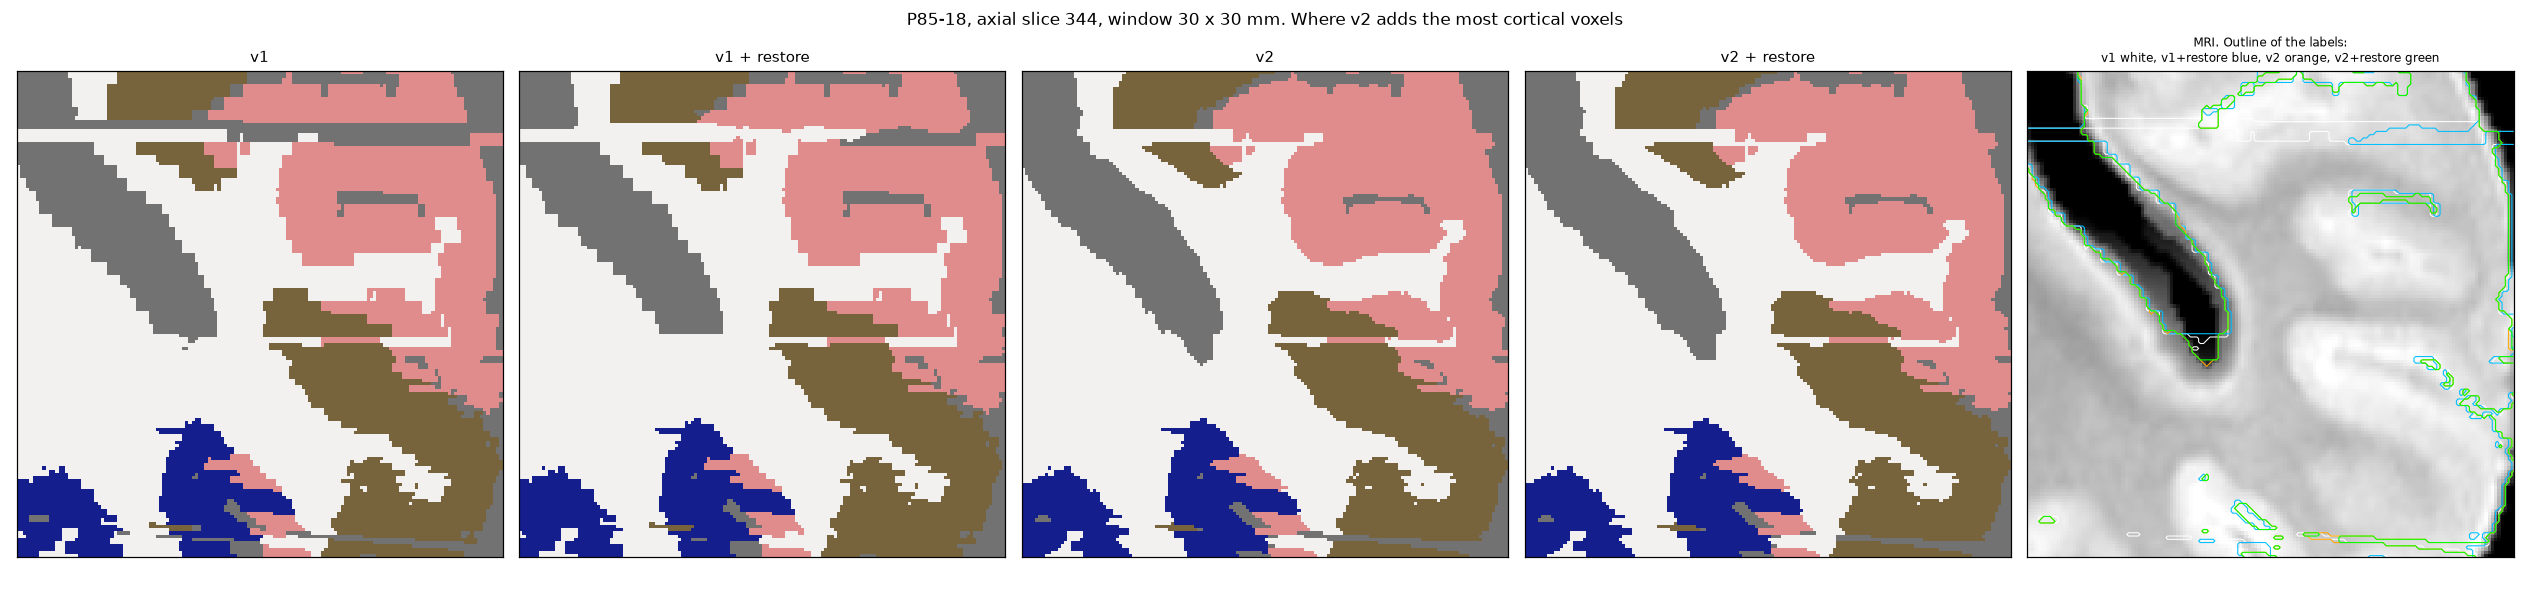 P85-18, axial slice 344, window 30 x 30 mm. Where v2 adds the most cortical voxels
v1
v1 + restore
v2
v2 + restore
MRI. Outline of the labels:
v1 white, v1+restore blue, v2 orange, v2+restore green